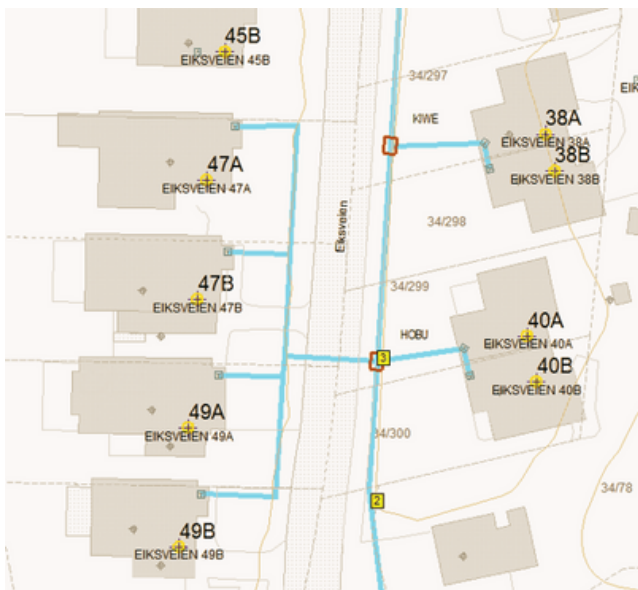 45B
EIKSVEIEN 45B
34/297
KIWE
38A
EIKSVEIEN 38A
38B
EIKSVEIEN 38B
47A
EIKSVEIEN 47A
Eiksveien
34/298
47B
EIKSVEIEN 47B
34/299
HOBU
40A
EIKSVEIEN 40A
3
40B
EIKSVEIEN 40B
49A
EIKSVEIEN 49A
34/300
34/78
2
49B
EIKSVEIEN 49B